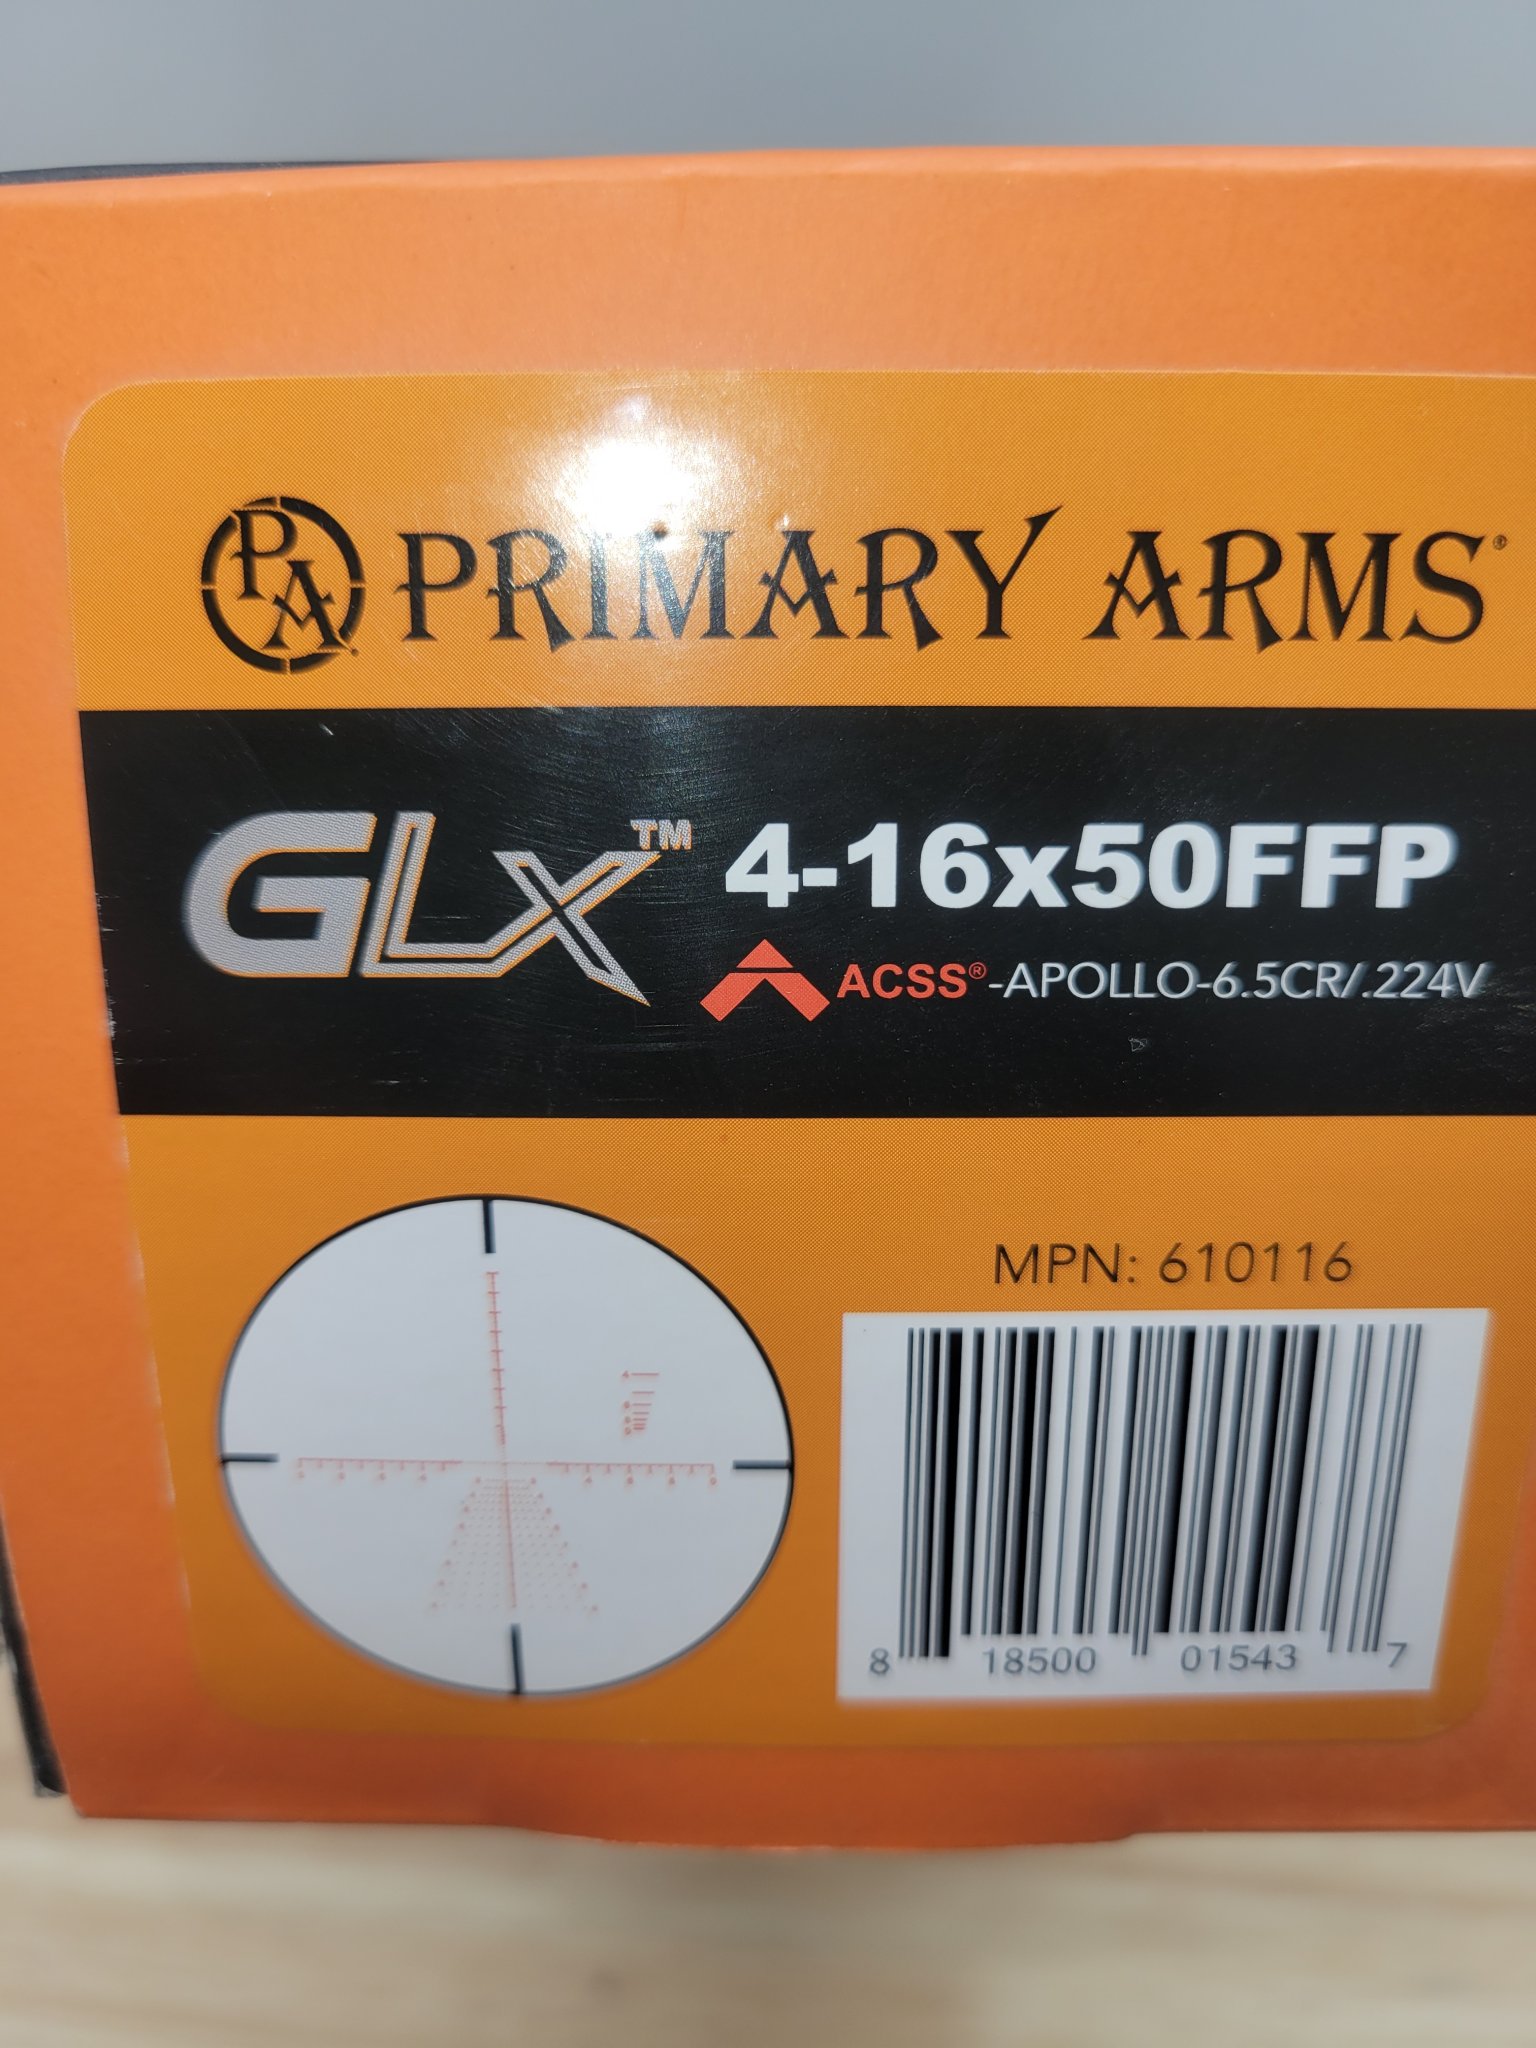 PA PRIMARY ARMS®
GLX™ 4-16x50FFP
ACSS®-APOLLO-6.5CR/.224V
MPN: 610116
8 18500 01543 7